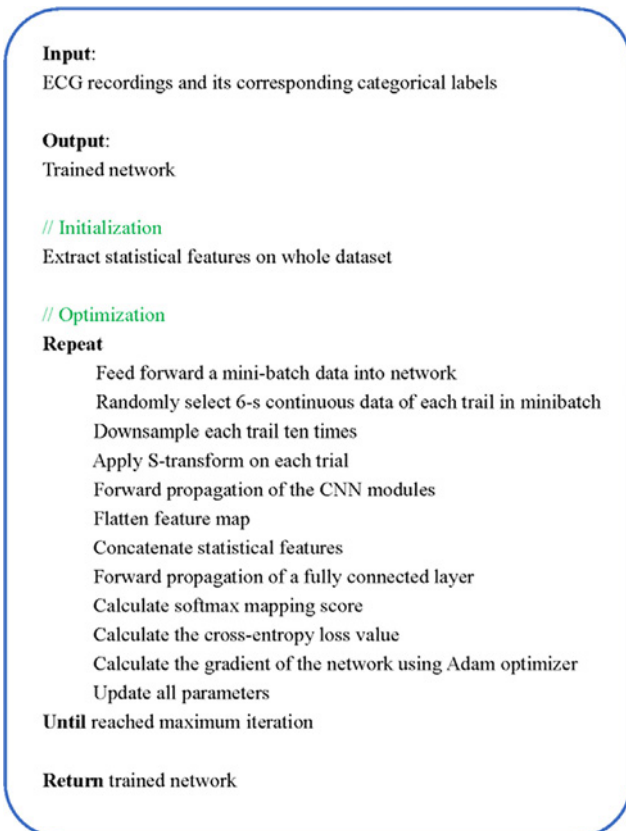 Input:
ECG recordings and its corresponding categorical labels
Output:
Trained network
// Initialization
Extract statistical features on whole dataset
// Optimization
Repeat
Feed forward a mini-batch data into network
Randomly select 6-s continuous data of each trail in minibatch
Downsample each trail ten times
Apply S-transform on each trial
Forward propagation of the CNN modules
Flatten feature map
Concatenate statistical features
Forward propagation of a fully connected layer
Calculate softmax mapping score
Calculate the cross-entropy loss value
Calculate the gradient of the network using Adam optimizer
Update all parameters
Until reached maximum iteration
Return trained network